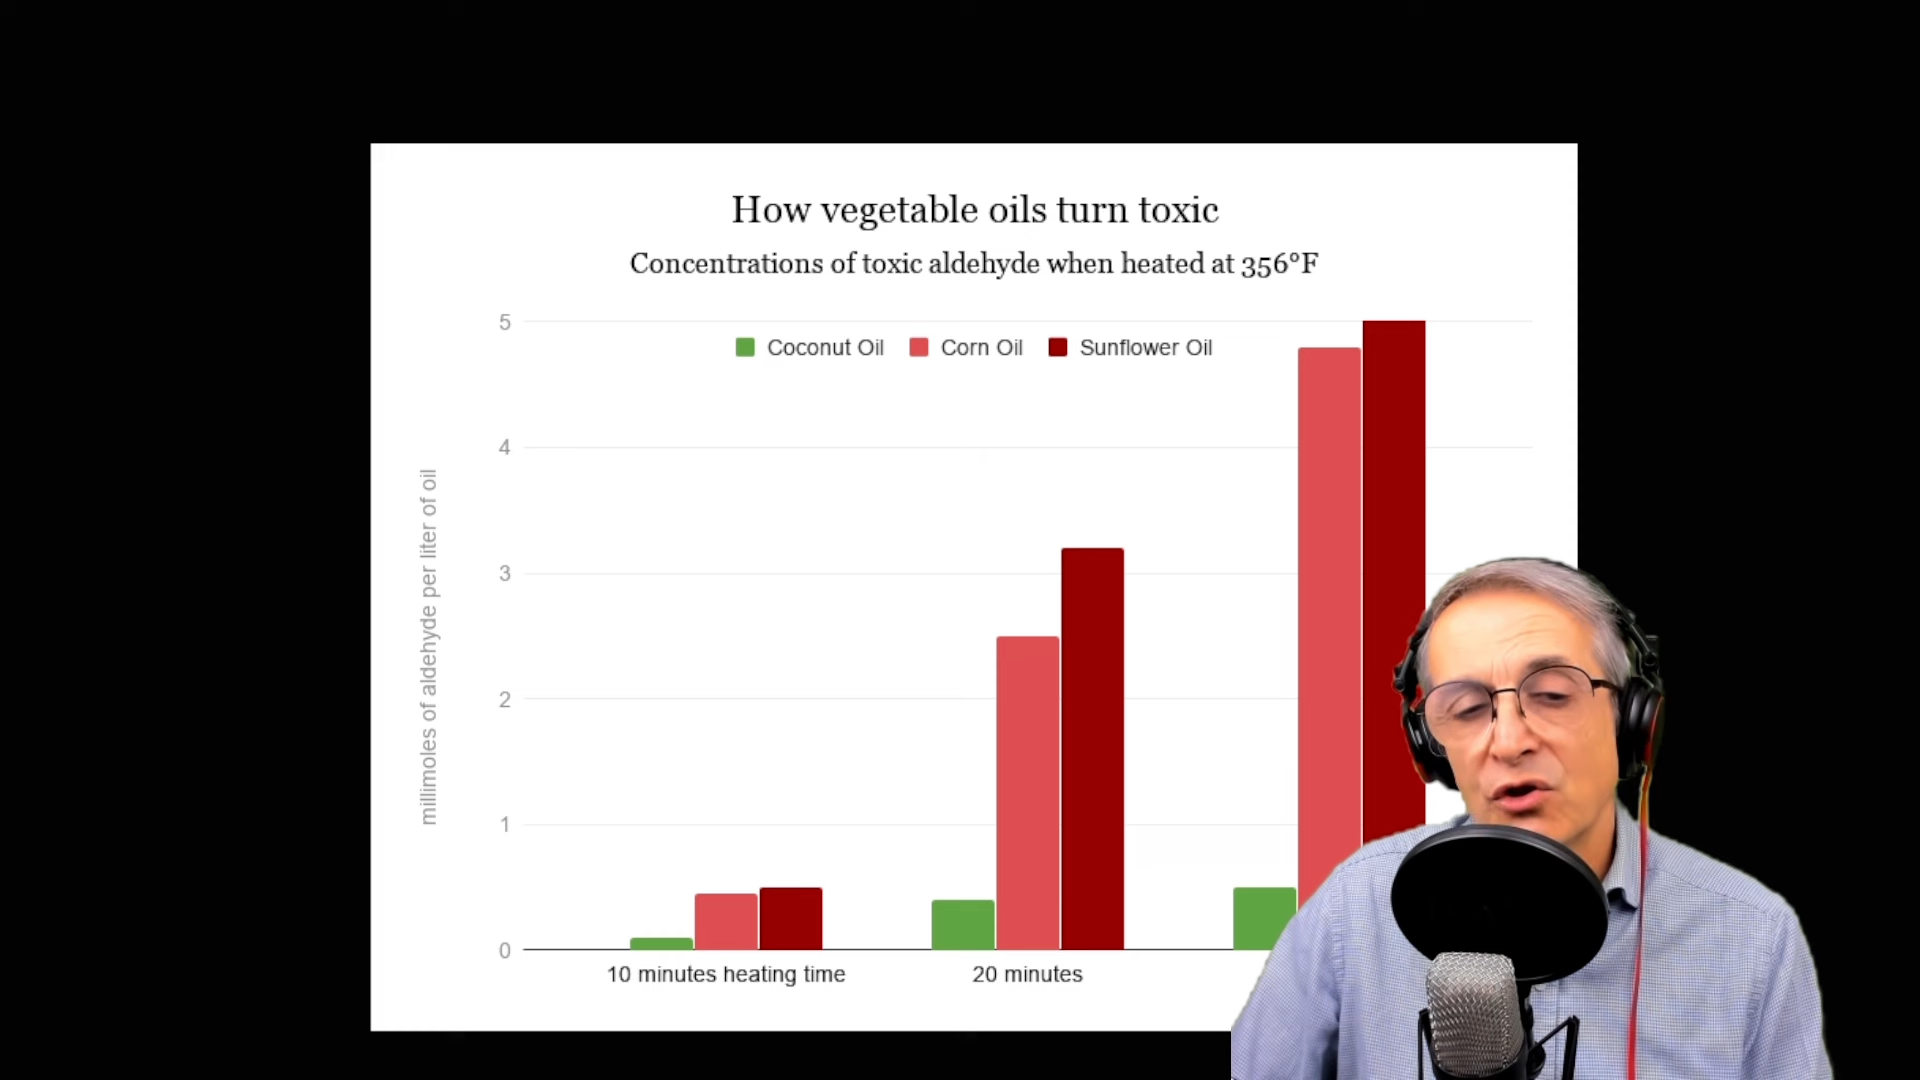 How vegetable oils turn toxic
Concentrations of toxic aldehyde when heated at 356°F
Coconut Oil Corn Oil Sunflower Oil
5
4
3
2
1
0
millimoles of aldehyde per liter of oil
10 minutes heating time 20 minutes